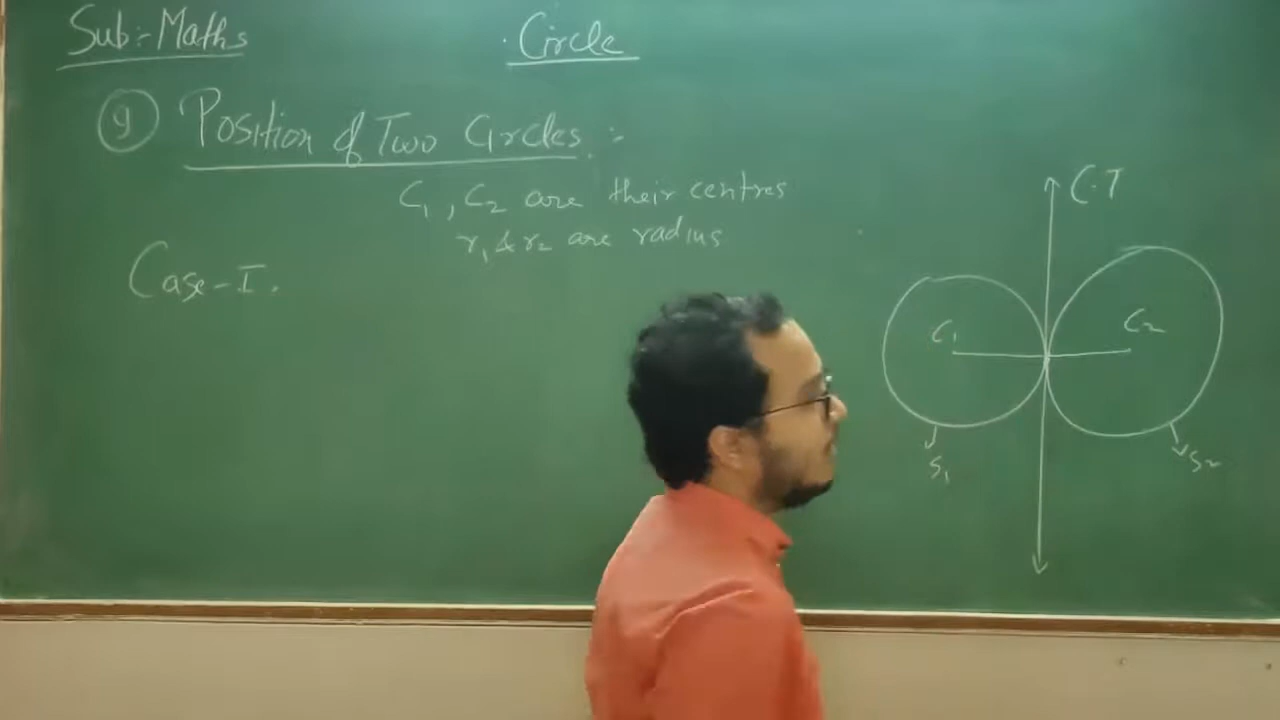 Sub:- Maths
Circle
9 Position of Two Circles :-
C1, C2 are their centres
r1 & r2 are radius
Case-I.
C.T
C1
C2
S1
S2